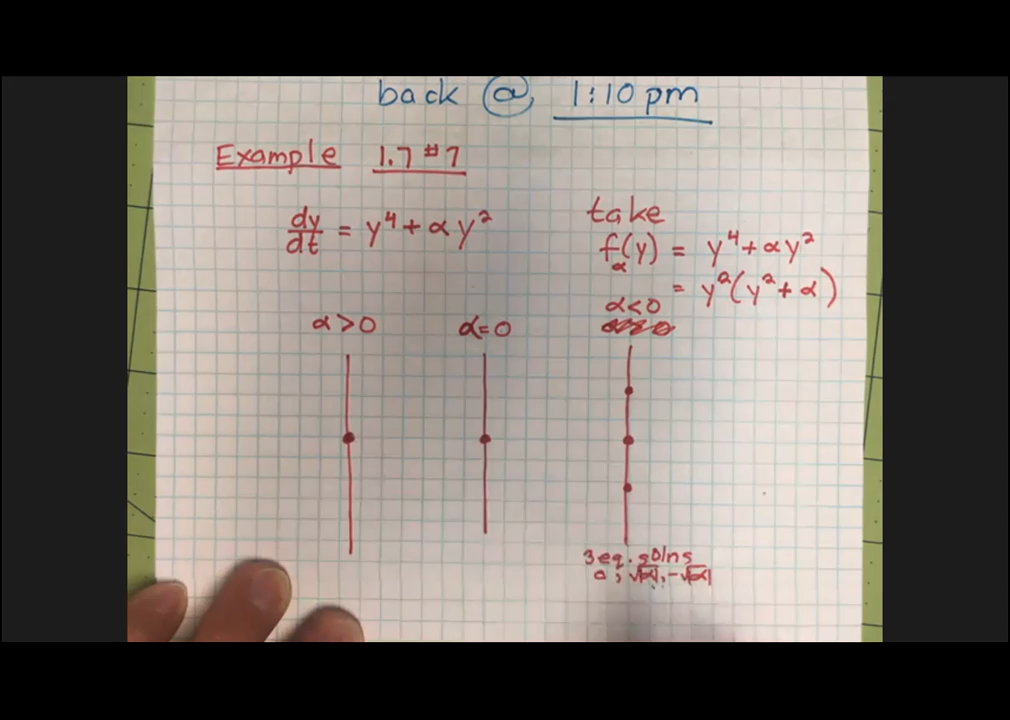 back @ 1:10 pm
Example 1.7 #7
dy/dt = y⁴ + αy²
take
f_α(y) = y⁴ + αy²
= y²(y² + α)
α > 0
α = 0
α < 0
3 eq. solns
0, √|α|, -√|α|